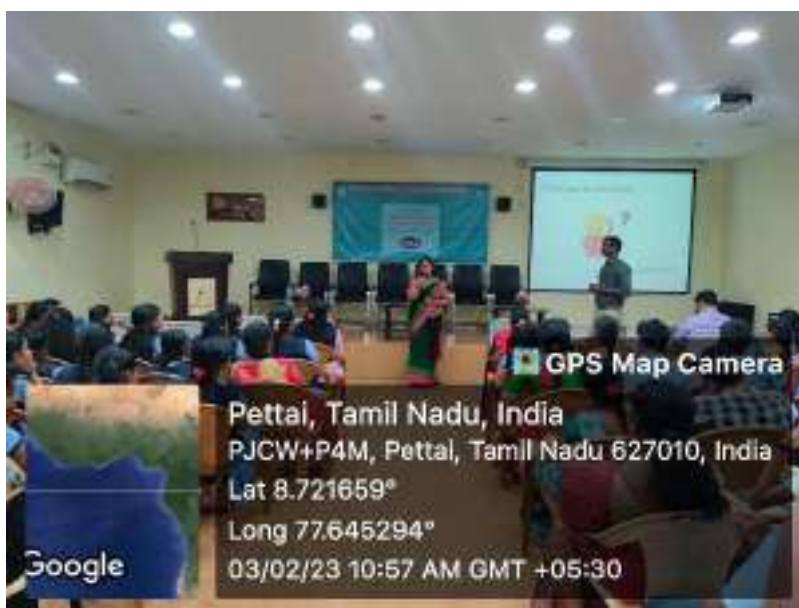 GPS Map Camera
Pettai, Tamil Nadu, India
PJCW+P4M, Pettai, Tamil Nadu 627010, India
Lat 8.721659°
Long 77.645294°
Google
03/02/23 10:57 AM GMT +05:30